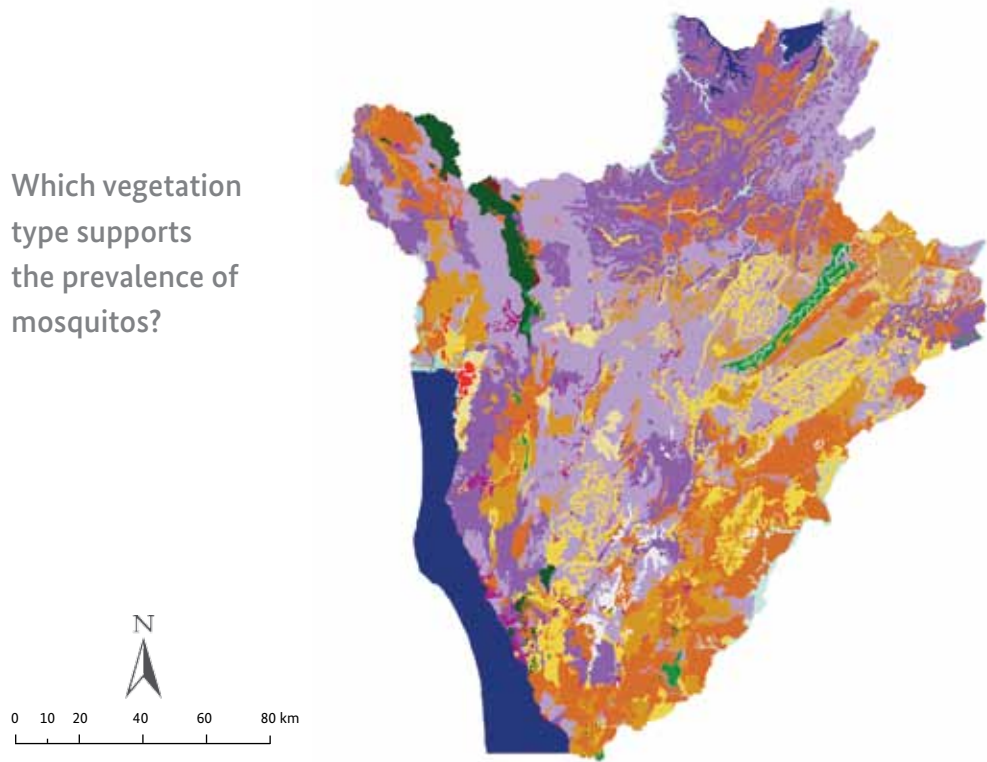 Which vegetation
type supports
the prevalence of
mosquitos?
N
0 10 20 40 60 80 km